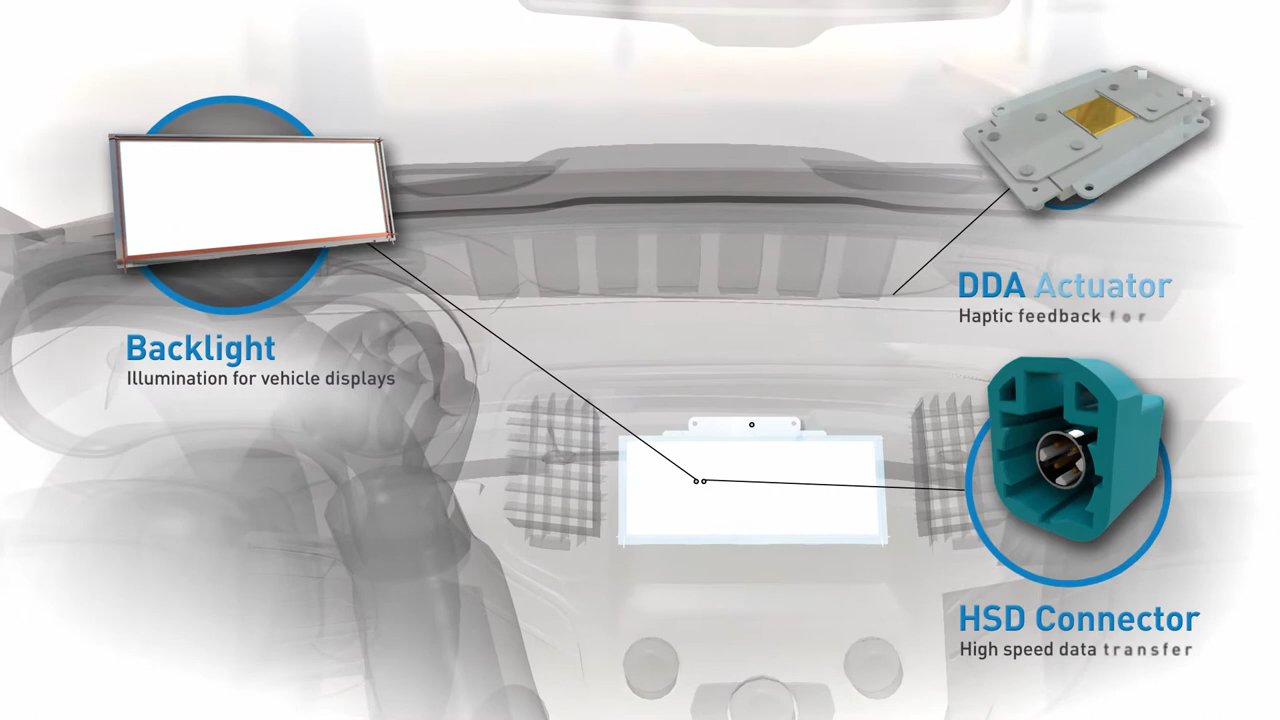 Backlight
Illumination for vehicle displays
DDA Actuator
Haptic feedback for
HSD Connector
High speed data transfer